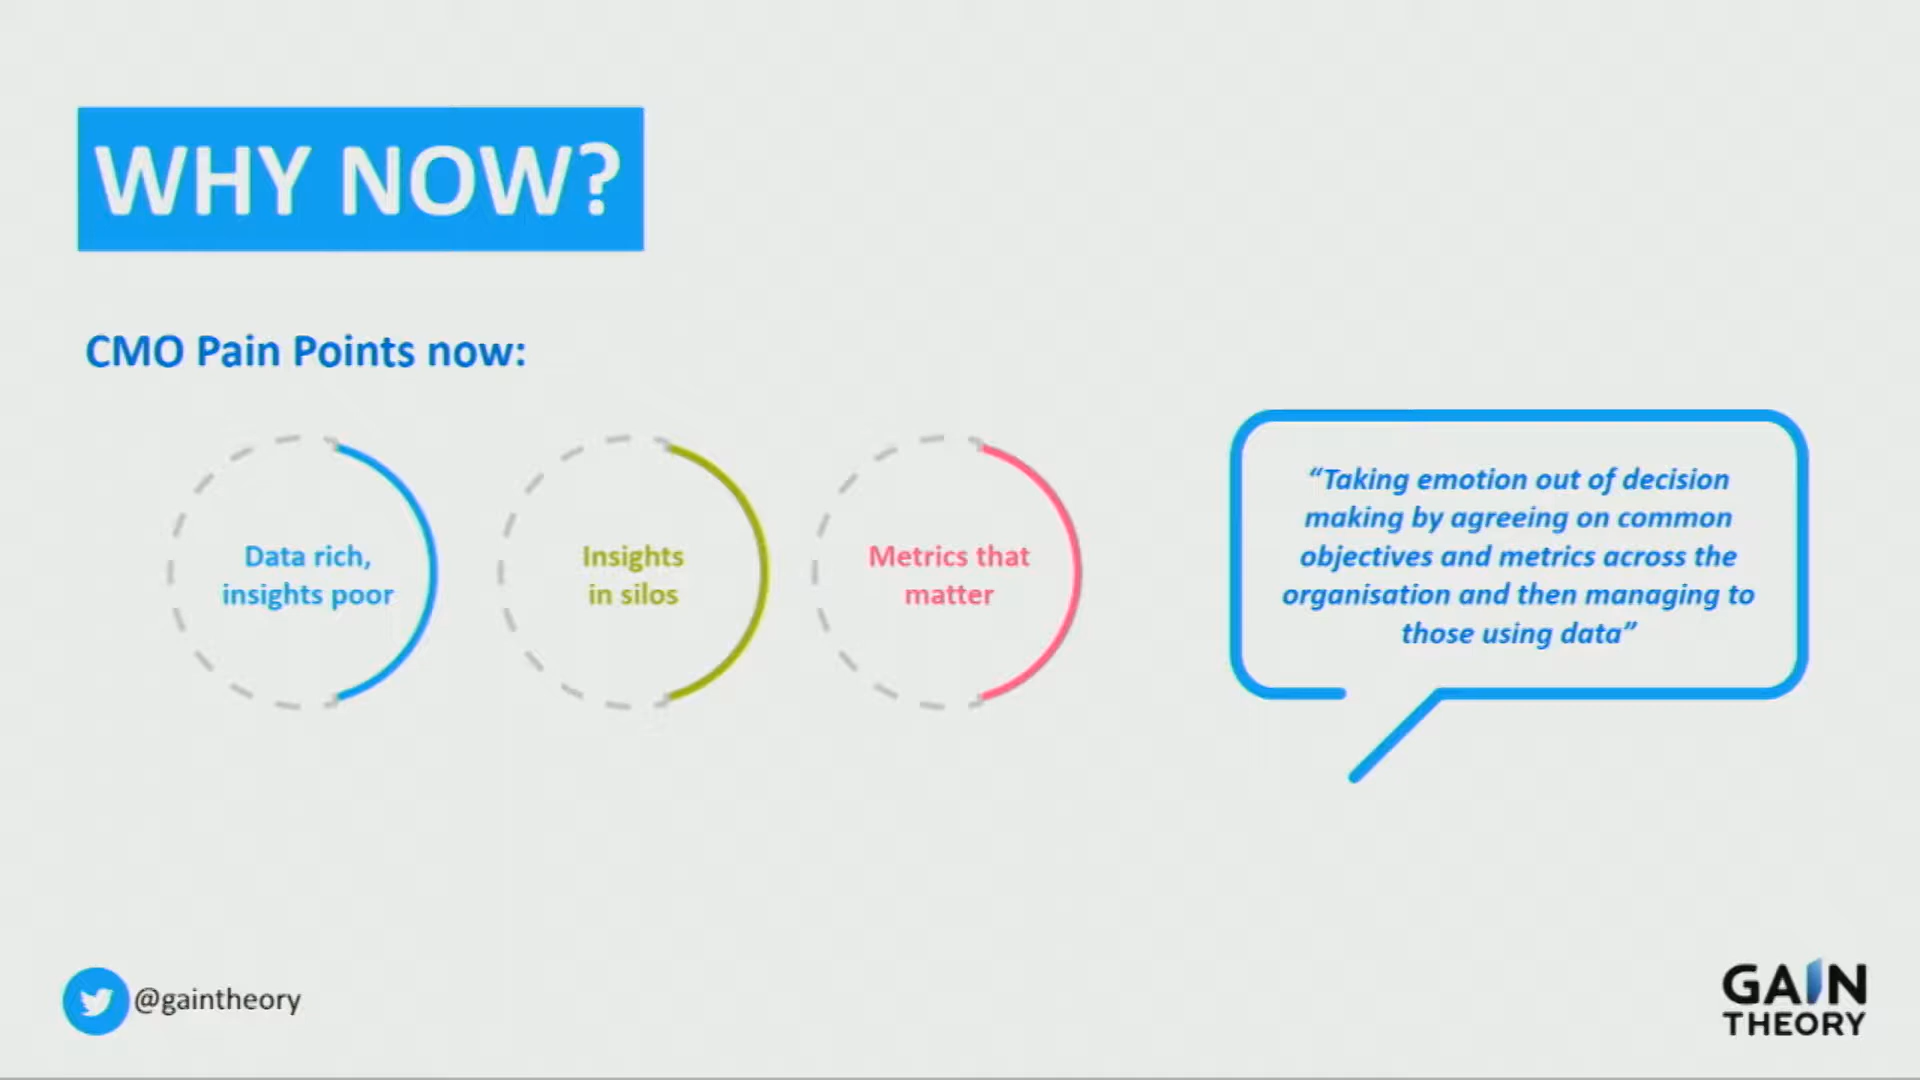 WHY NOW?
CMO Pain Points now:
Data rich,
insights poor
Insights
in silos
Metrics that
matter
“Taking emotion out of decision
making by agreeing on common
objectives and metrics across the
organisation and then managing to
those using data”
@gaintheory
GAIN
THEORY